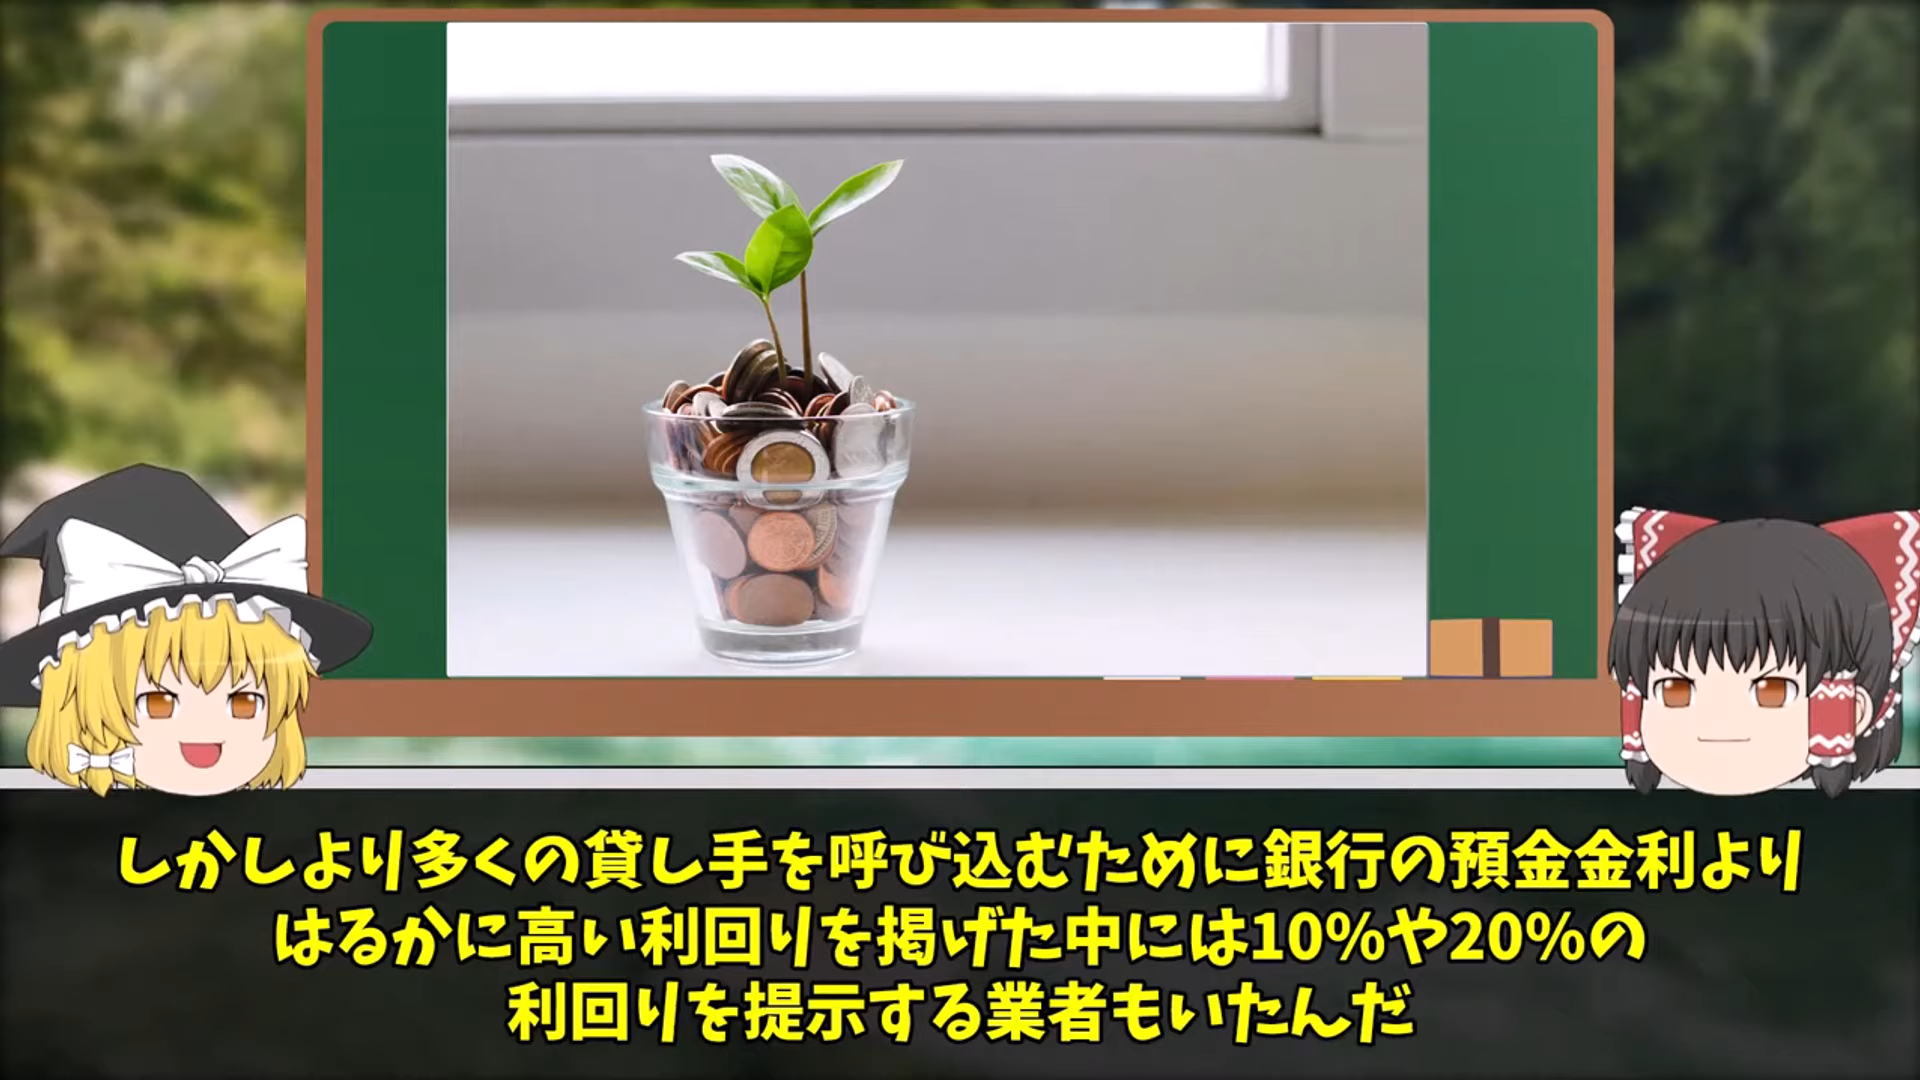 しかしより多くの貸し手を呼び込むために銀行の預金金利より
はるかに高い利回りを掲げた中には10%や20%の
利回りを提示する業者もいたんだ